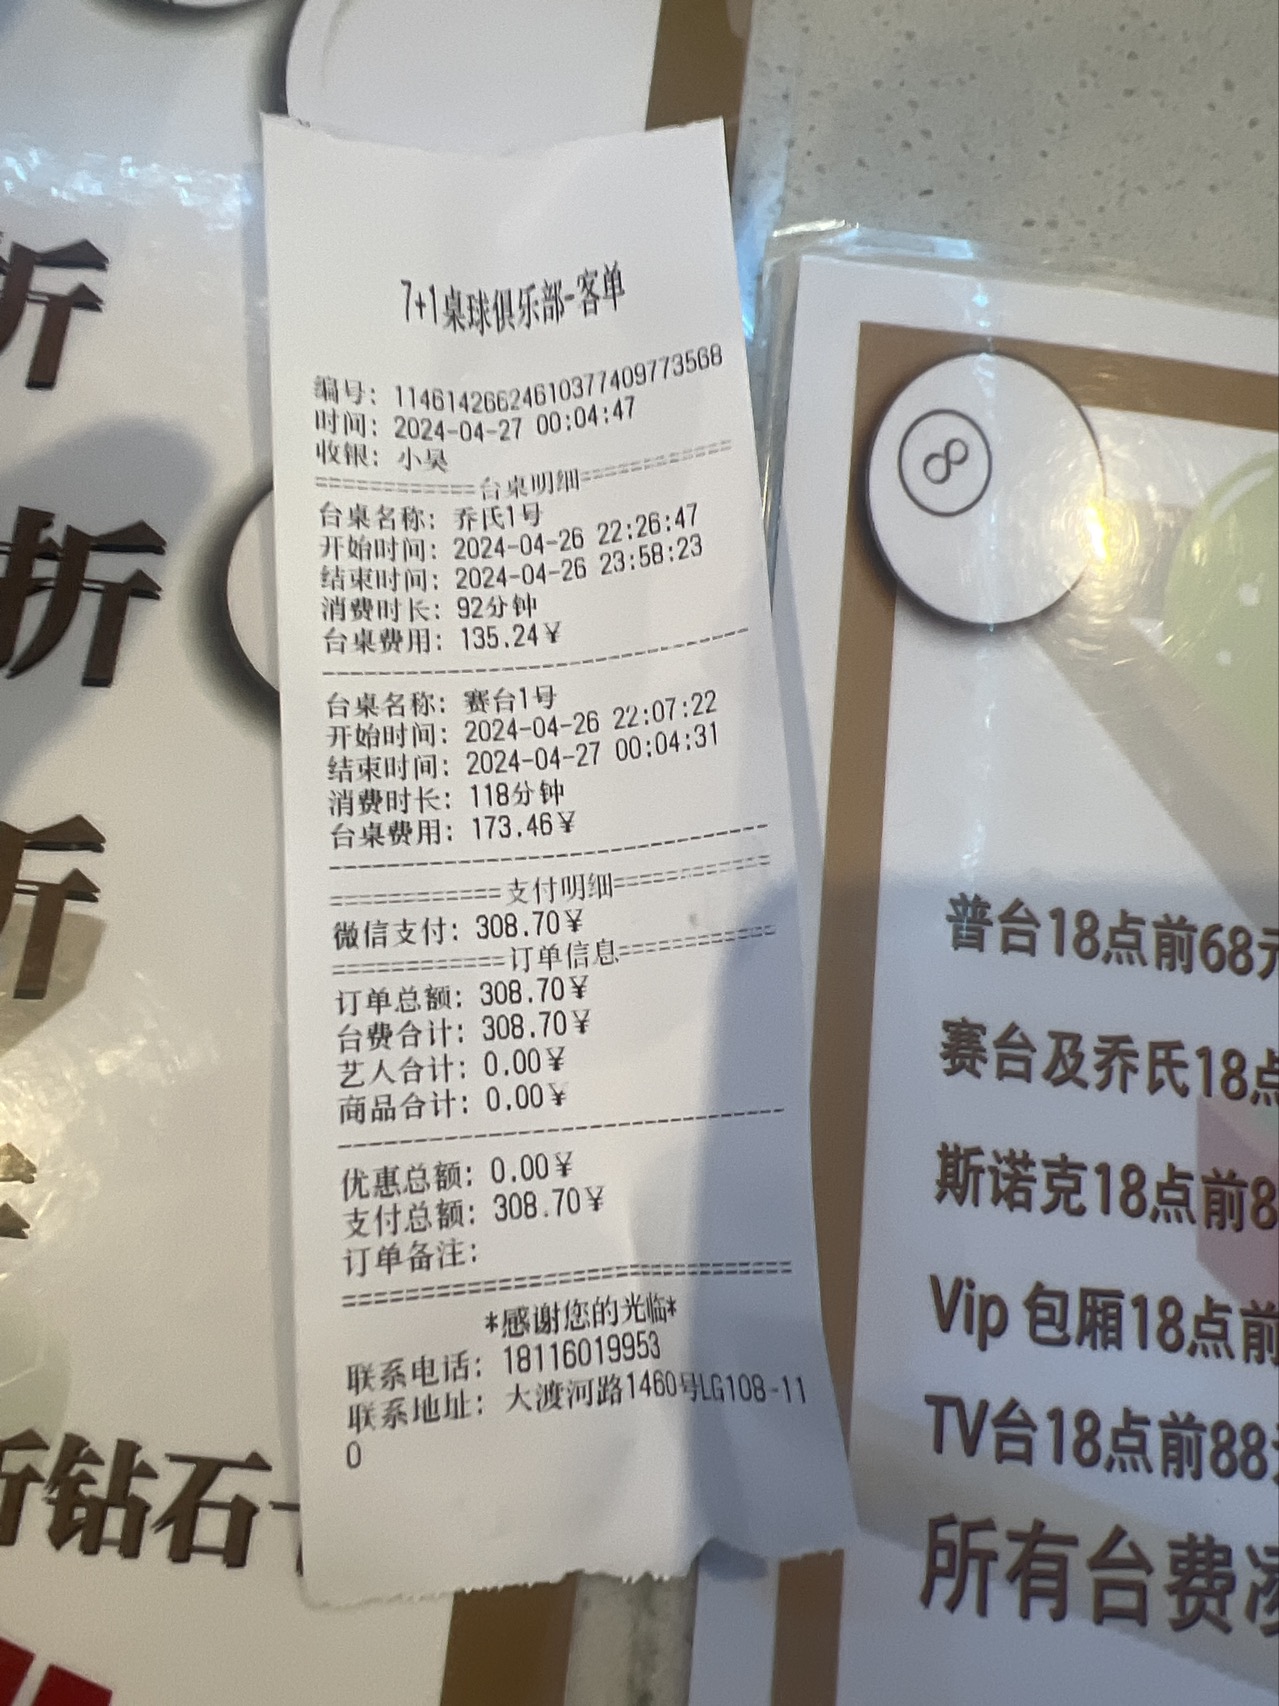 7+1桌球俱乐部-客单
编号: 1146142662461037740977​3568
时间: 2024-04-27 00:04:47
收银: 小昊
===========台桌明细===========
台桌名称: 乔氏1号
开始时间: 2024-04-26 22:26:47
结束时间: 2024-04-26 23:58:23
消费时长: 92分钟
台桌费用: 135.24¥
台桌名称: 赛台1号
开始时间: 2024-04-26 22:07:22
结束时间: 2024-04-27 00:04:31
消费时长: 118分钟
台桌费用: 173.46¥
===========支付明细===========
微信支付: 308.70¥
===========订单信息===========
订单总额: 308.70¥
台费合计: 308.70¥
艺人合计: 0.00¥
商品合计: 0.00¥
优惠总额: 0.00¥
支付总额: 308.70¥
订单备注:
*感谢您的光临*
联系电话: 18116019953
联系地址: 大渡河路1460号LG108-11
0
折
折
折
折钻石
8
普台18点前68元
赛台及乔氏18点
斯诺克18点前8
Vip 包厢18点前
TV台18点前88
所有台费凌